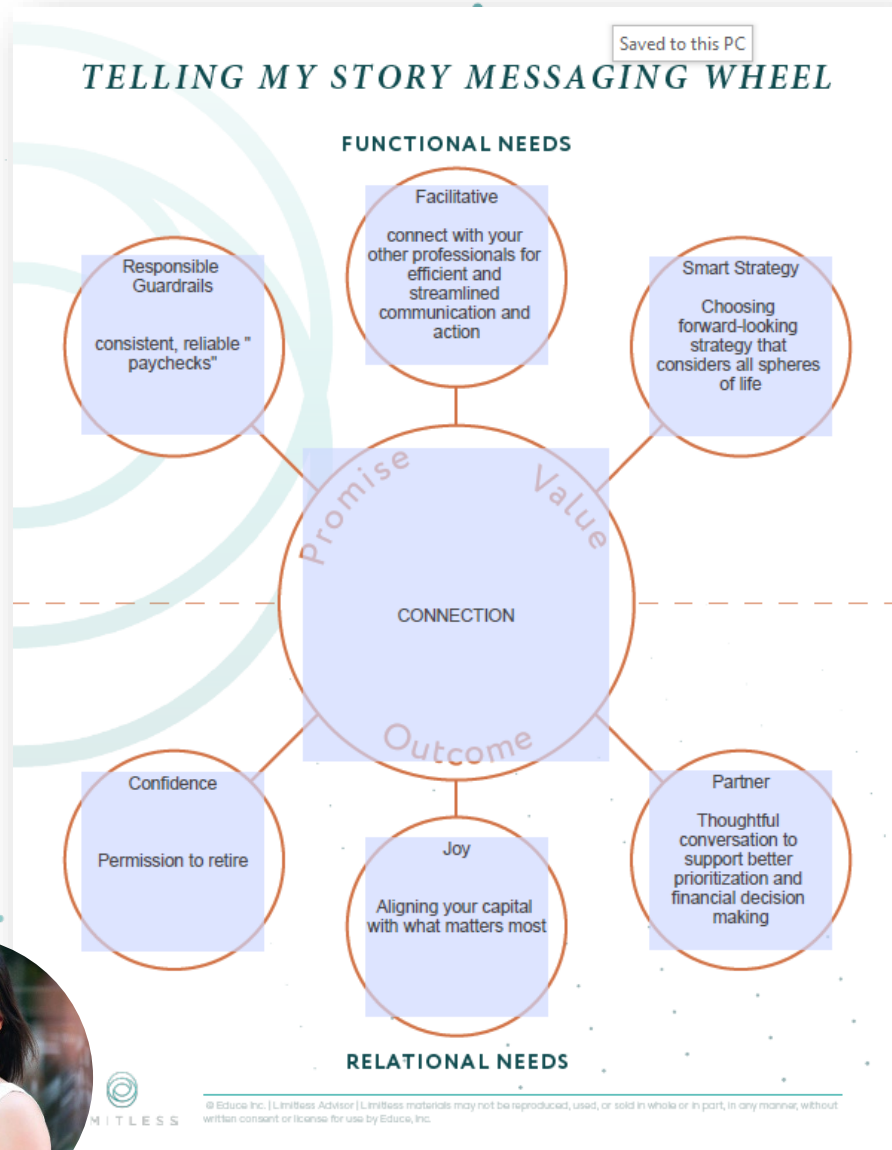 Saved to this PC
TELLING MY STORY MESSAGING WHEEL
FUNCTIONAL NEEDS
Facilitative
connect with your
other professionals for
efficient and
streamlined
communication and
action
Responsible
Guardrails
consistent, reliable "
paychecks"
Smart Strategy
Choosing
forward-looking
strategy that
considers all spheres
of life
Promise
Value
CONNECTION
Outcome
Confidence
Permission to retire
Joy
Aligning your capital
with what matters most
Partner
Thoughtful
conversation to
support better
prioritization and
financial decision
making
RELATIONAL NEEDS
MITLESS
© Educe Inc. | Limitless Advisor | Limitless materials may not be reproduced, used, or sold in whole or in part, in any manner, without
written consent or license for use by Educe, Inc.